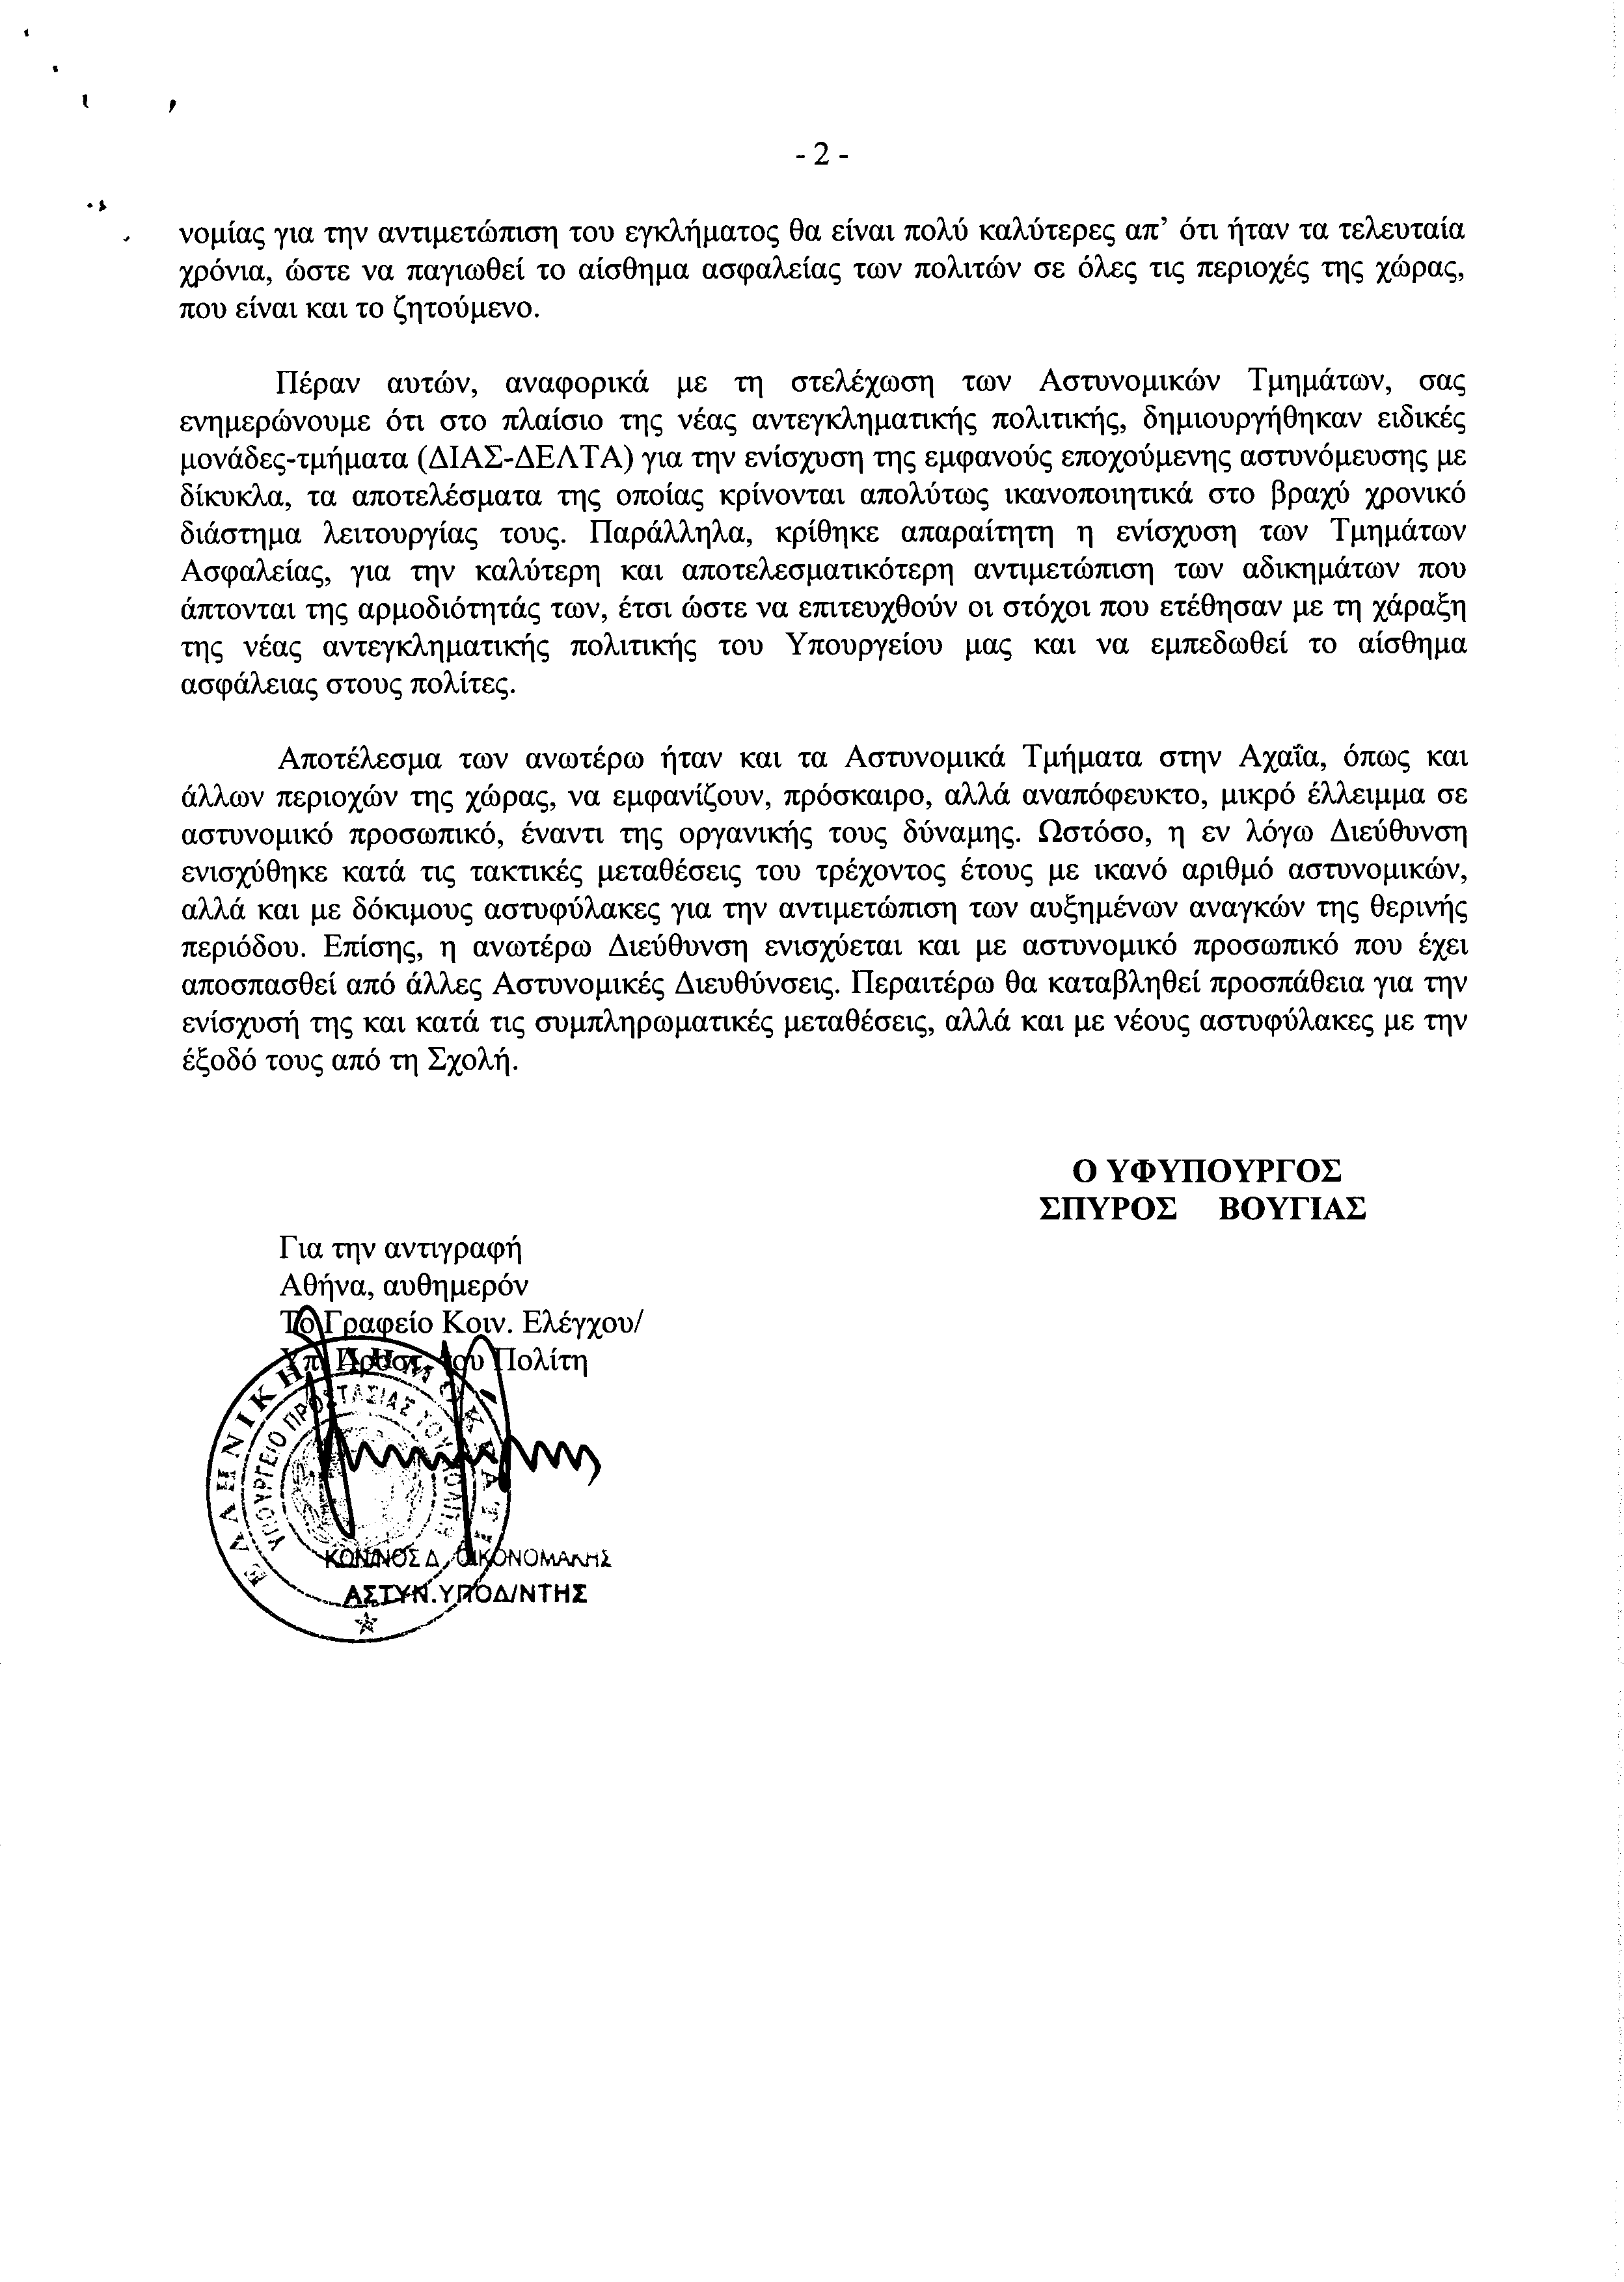 - 2 -
νομίας για την αντιμετώπιση του εγκλήματος θα είναι πολύ καλύτερες απ’ ότι ήταν τα τελευταία
χρόνια, ώστε να παγιωθεί το αίσθημα ασφαλείας των πολιτών σε όλες τις περιοχές της χώρας,
που είναι και το ζητούμενο.
Πέραν αυτών, αναφορικά με τη στελέχωση των Αστυνομικών Τμημάτων, σας
ενημερώνουμε ότι στο πλαίσιο της νέας αντεγκληματικής πολιτικής, δημιουργήθηκαν ειδικές
μονάδες-τμήματα (ΔΙΑΣ-ΔΕΛΤΑ) για την ενίσχυση της εμφανούς εποχούμενης αστυνόμευσης με
δίκυκλα, τα αποτελέσματα της οποίας κρίνονται απολύτως ικανοποιητικά στο βραχύ χρονικό
διάστημα λειτουργίας τους. Παράλληλα, κρίθηκε απαραίτητη η ενίσχυση των Τμημάτων
Ασφαλείας, για την καλύτερη και αποτελεσματικότερη αντιμετώπιση των αδικημάτων που
άπτονται της αρμοδιότητάς των, έτσι ώστε να επιτευχθούν οι στόχοι που ετέθησαν με τη χάραξη
της νέας αντεγκληματικής πολιτικής του Υπουργείου μας και να εμπεδωθεί το αίσθημα
ασφάλειας στους πολίτες.
Αποτέλεσμα των ανωτέρω ήταν και τα Αστυνομικά Τμήματα στην Αχαΐα, όπως και
άλλων περιοχών της χώρας, να εμφανίζουν, πρόσκαιρο, αλλά αναπόφευκτο, μικρό έλλειμμα σε
αστυνομικό προσωπικό, έναντι της οργανικής τους δύναμης. Ωστόσο, η εν λόγω Διεύθυνση
ενισχύθηκε κατά τις τακτικές μεταθέσεις του τρέχοντος έτους με ικανό αριθμό αστυνομικών,
αλλά και με δόκιμους αστυφύλακες για την αντιμετώπιση των αυξημένων αναγκών της θερινής
περιόδου. Επίσης, η ανωτέρω Διεύθυνση ενισχύεται και με αστυνομικό προσωπικό που έχει
αποσπασθεί από άλλες Αστυνομικές Διευθύνσεις. Περαιτέρω θα καταβληθεί προσπάθεια για την
ενίσχυσή της και κατά τις συμπληρωματικές μεταθέσεις, αλλά και με νέους αστυφύλακες με την
έξοδό τους από τη Σχολή.
Ο ΥΦΥΠΟΥΡΓΟΣ
ΣΠΥΡΟΣ ΒΟΥΓΙΑΣ
Για την αντιγραφή
Αθήνα, αυθημερόν
Το Γραφείο Κοιν. Ελέγχου/
Υπ. Προστ. του Πολίτη
ΕΛΛΗΝΙΚΗ ΔΗΜΟΚΡΑΤΙΑ
ΥΠΟΥΡΓΕΙΟ ΠΡΟΣΤΑΣΙΑΣ ΤΟΥ ΠΟΛΙΤΗ
Δ. ΟΙΚΟΝΟΜΑΚΗΣ
ΑΣΤΥΝ.ΥΠΟΔ/ΝΤΗΣ